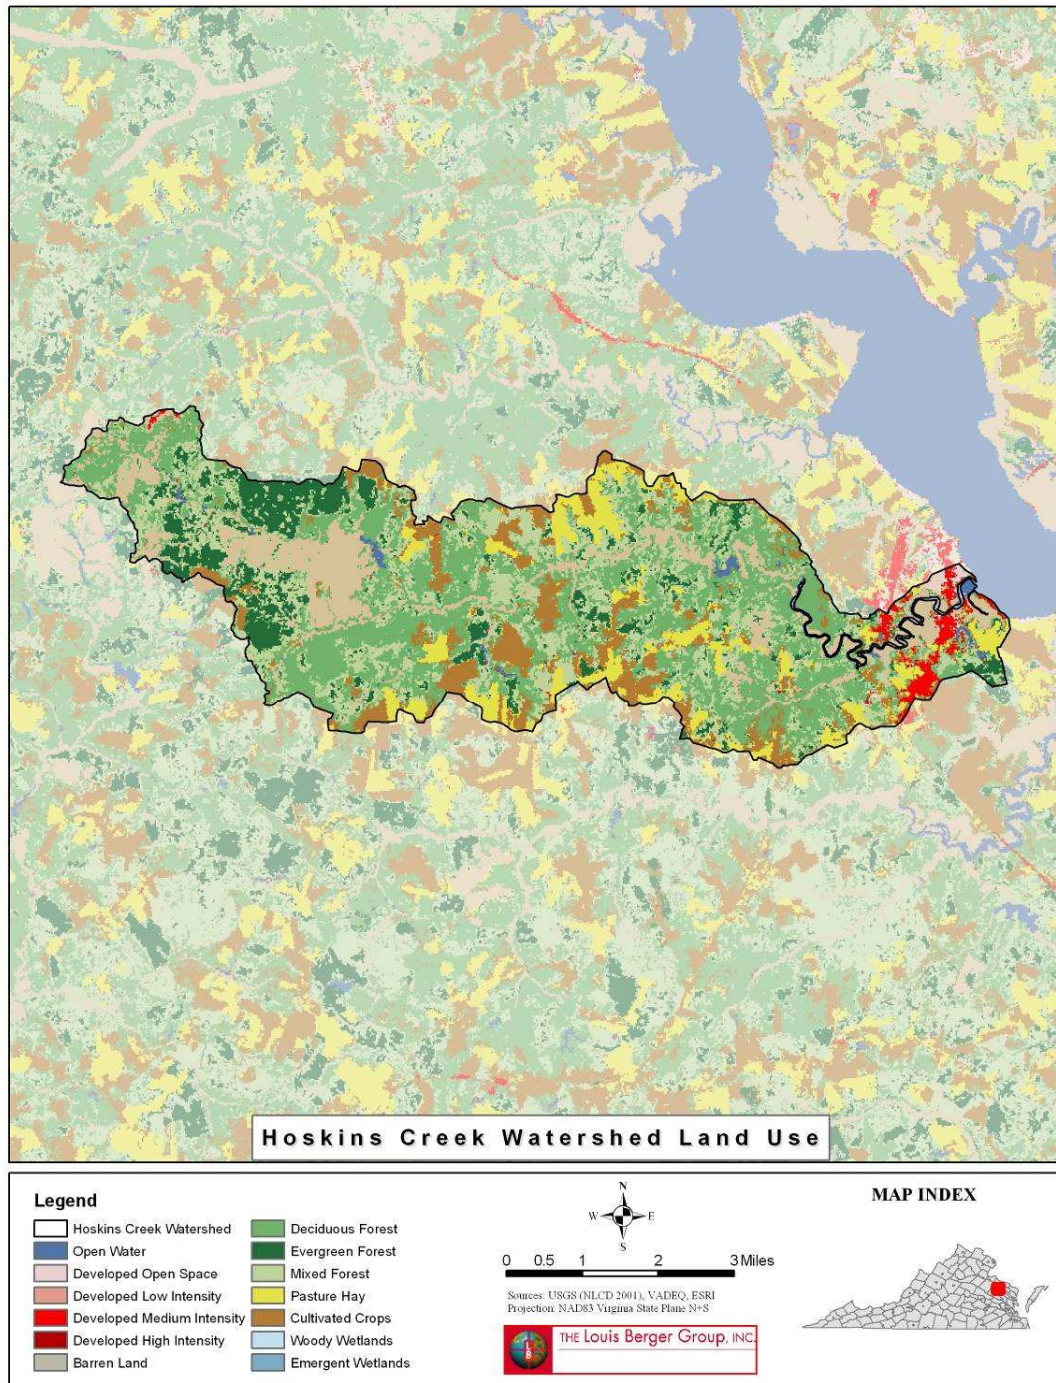 Hoskins Creek Watershed Land Use
Legend
Hoskins Creek Watershed
Open Water
Developed Open Space
Developed Low Intensity
Developed Medium Intensity
Developed High Intensity
Barren Land
Deciduous Forest
Evergreen Forest
Mixed Forest
Pasture Hay
Cultivated Crops
Woody Wetlands
Emergent Wetlands
N
W E
S
0 0.5 1 2 3 Miles
Sources: USGS (NLCD 2001), VADEQ, ESRI
Projection: NAD83 Virginia State Plane N+S
L
B
THE Louis Berger Group, INC.
MAP INDEX